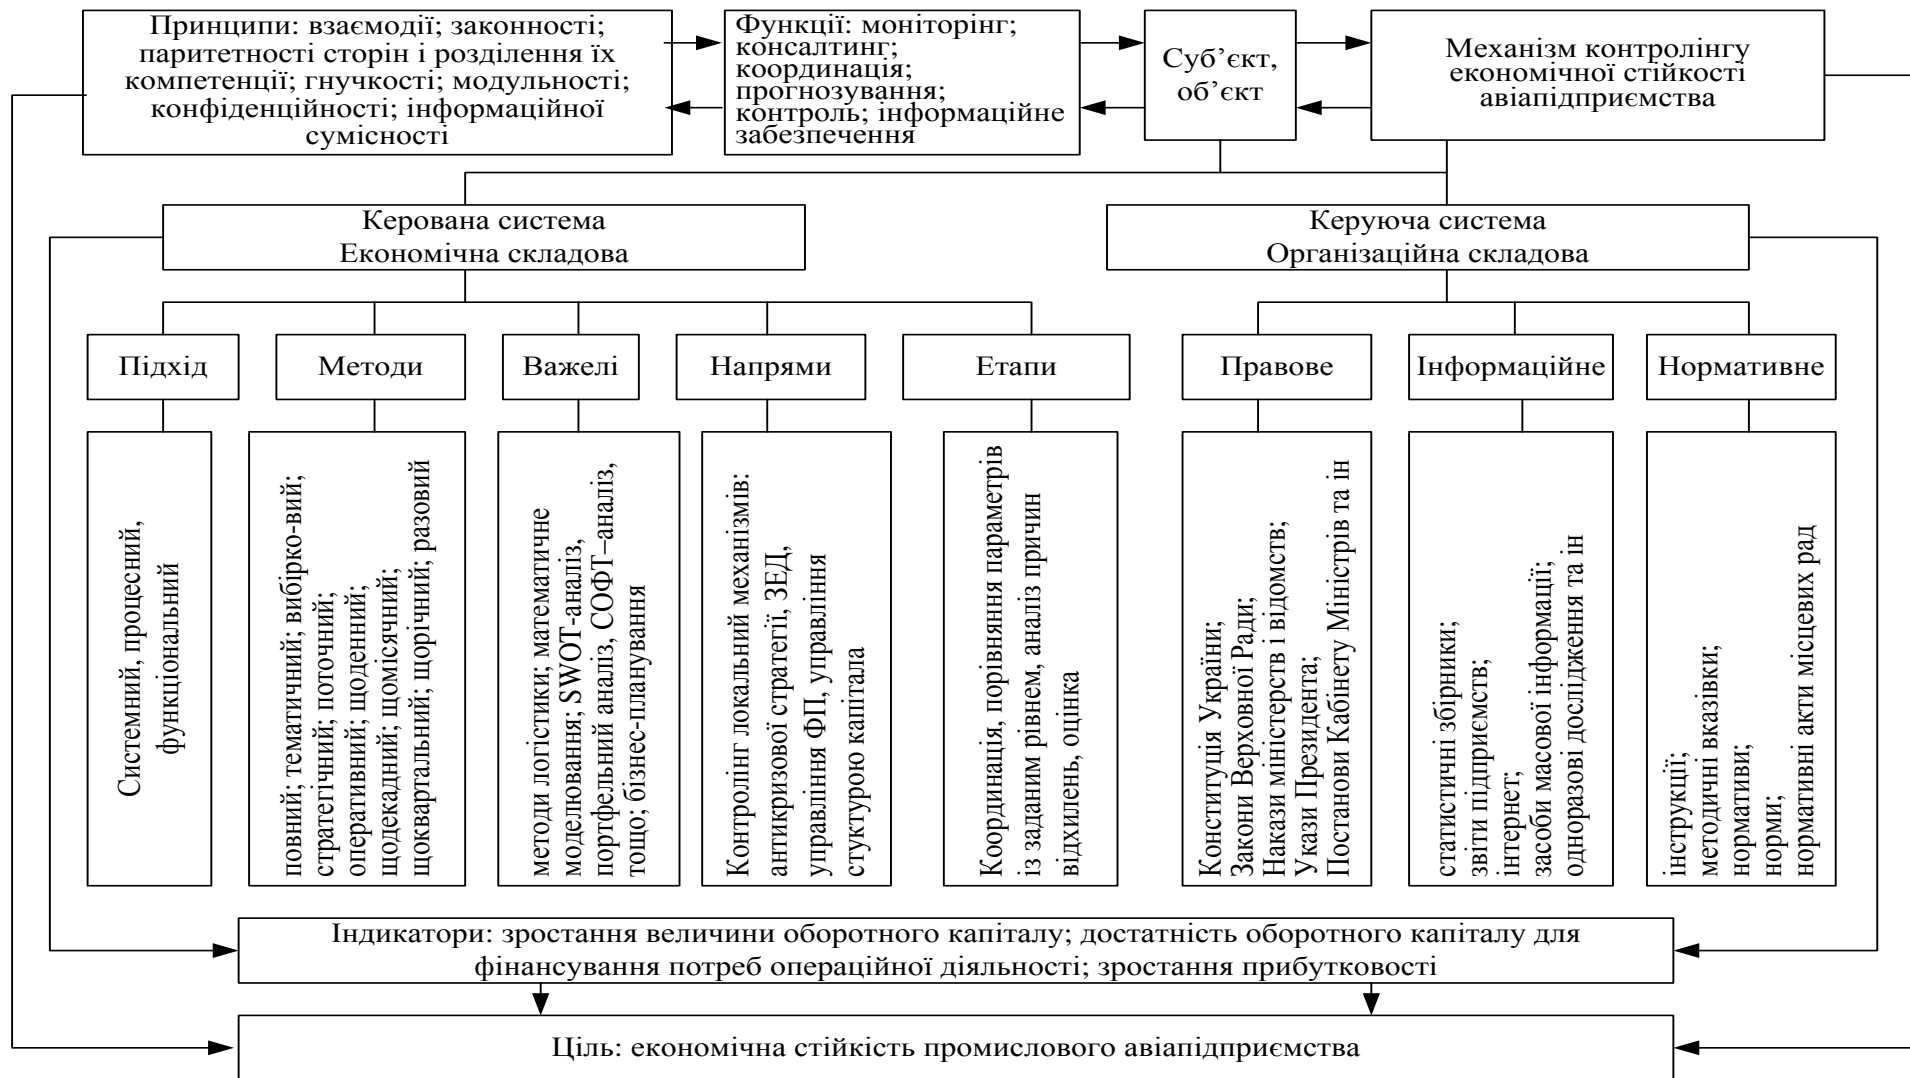 Принципи: взаємодії; законності;
паритетності сторін і розділення їх
компетенції; гнучкості; модульності;
конфіденційності; інформаційної
сумісності
Функції: моніторінг;
консалтинг;
координація;
прогнозування;
контроль; інформаційне
забезпечення
Суб’єкт,
об’єкт
Механізм контролінгу
економічної стійкості
авіапідприємства
Керована система
Економічна складова
Керуюча система
Організаційна складова
Підхід
Методи
Важелі
Напрями
Етапи
Правове
Інформаційне
Нормативне
Системний, процесний,
функціональний
повний; тематичний; вибірко-вий;
стратегічний; поточний;
оперативний; щоденний;
щодекадний; щомісячний;
щоквартальний; щорічний; разовий
методи логістики; математичне
моделювання; SWOT-аналіз,
портфельний аналіз, СОФТ–аналіз,
тощо; бізнес-планування
Контролінг локальний механізмів:
антикризової стратегії, ЗЕД,
управління ФП, управління
стуктурою капітала
Координація, порівняння параметрів
із заданим рівнем, аналіз причин
відхилень, оцінка
Конституція України;
Закони Верховної Ради;
Накази міністерств і відомств;
Укази Президента;
Постанови Кабінету Міністрів та ін
статистичні збірники;
звіти підприємств;
інтернет;
засоби масової інформації;
одноразові дослідження та ін
інструкції;
методичні вказівки;
нормативи;
норми;
нормативні акти місцевих рад
Індикатори: зростання величини оборотного капіталу; достатність оборотного капіталу для
фінансування потреб операційної діяльності; зростання прибутковості
Ціль: економічна стійкість промислового авіапідприємства